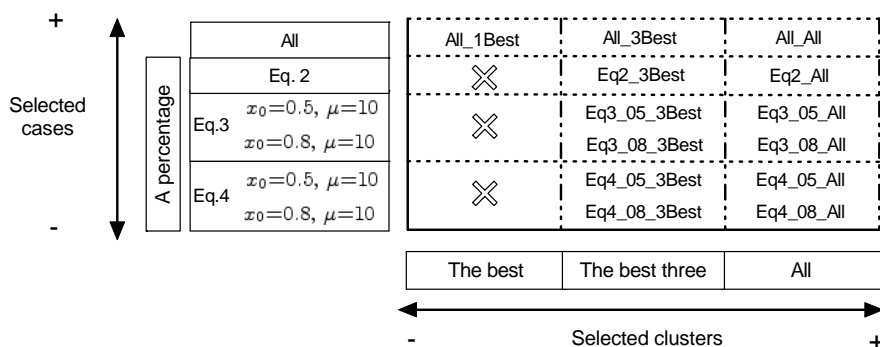 +
All
All_1Best
All_3Best
All_All
Selected
cases
A percentage
Eq. 2
Eq2_3Best
Eq2_All
Eq.3
x₀=0.5, μ=10
x₀=0.8, μ=10
Eq3_05_3Best
Eq3_05_All
Eq3_08_3Best
Eq3_08_All
Eq.4
x₀=0.5, μ=10
x₀=0.8, μ=10
Eq4_05_3Best
Eq4_05_All
Eq4_08_3Best
Eq4_08_All
-
The best
The best three
All
-
Selected clusters
+